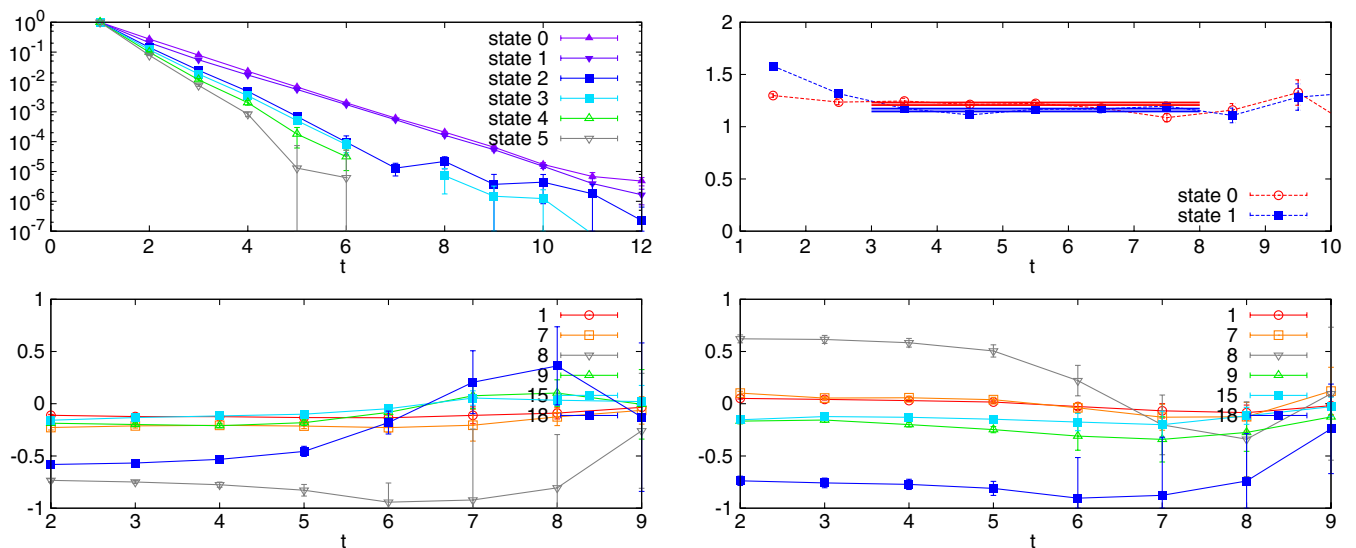 10^0
10^-1
10^-2
10^-3
10^-4
10^-5
10^-6
10^-7
0 2 4 6 8 10 12
t
state 0
state 1
state 2
state 3
state 4
state 5
2
1.5
1
0.5
0
1 2 3 4 5 6 7 8 9 10
t
state 0
state 1
1
0.5
0
-0.5
-1
2 3 4 5 6 7 8 9
t
1
7
8
9
15
18
1
0.5
0
-0.5
-1
2 3 4 5 6 7 8 9
t
1
7
8
9
15
18